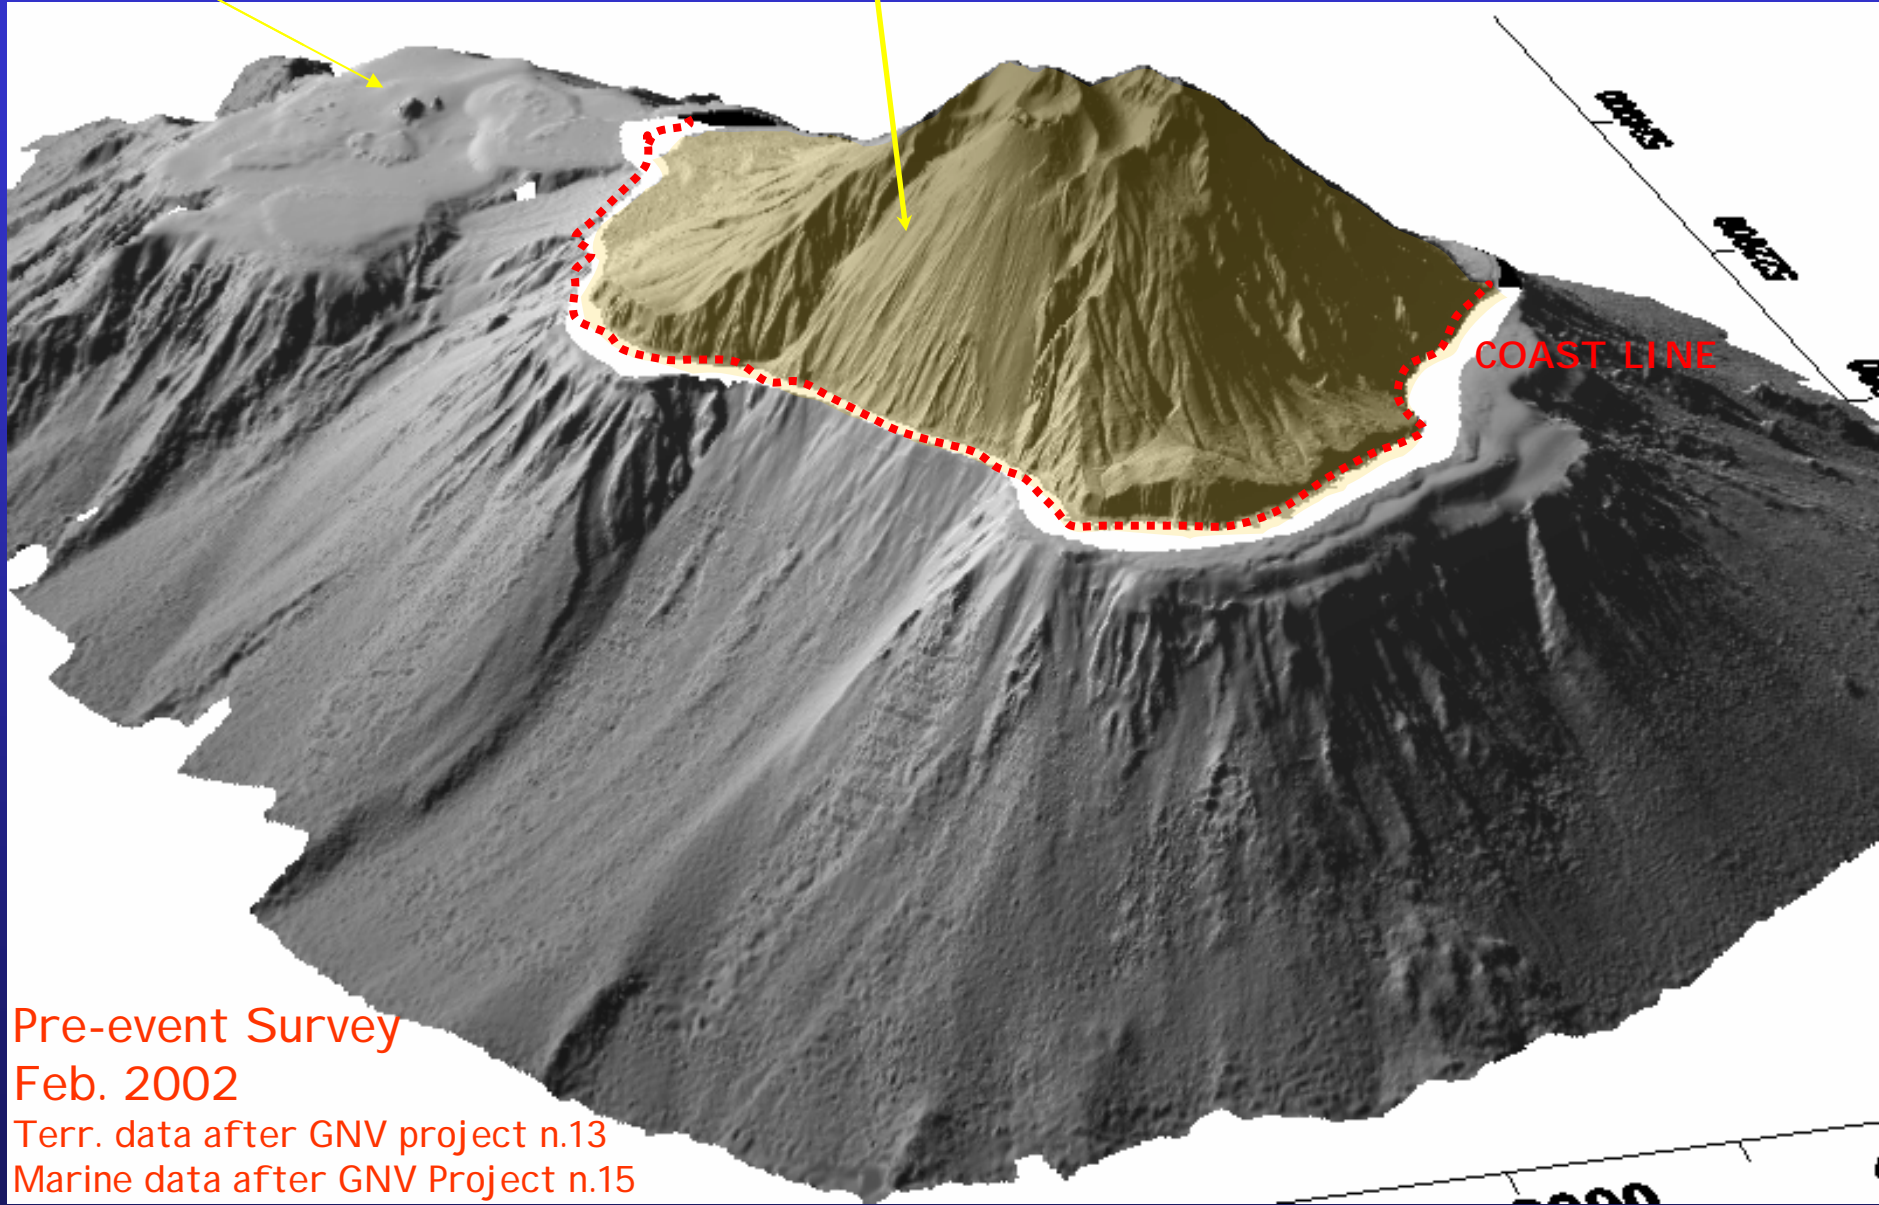 COAST LINE
Pre-event Survey
Feb. 2002
Terr. data after GNV project n.13
Marine data after GNV Project n.15